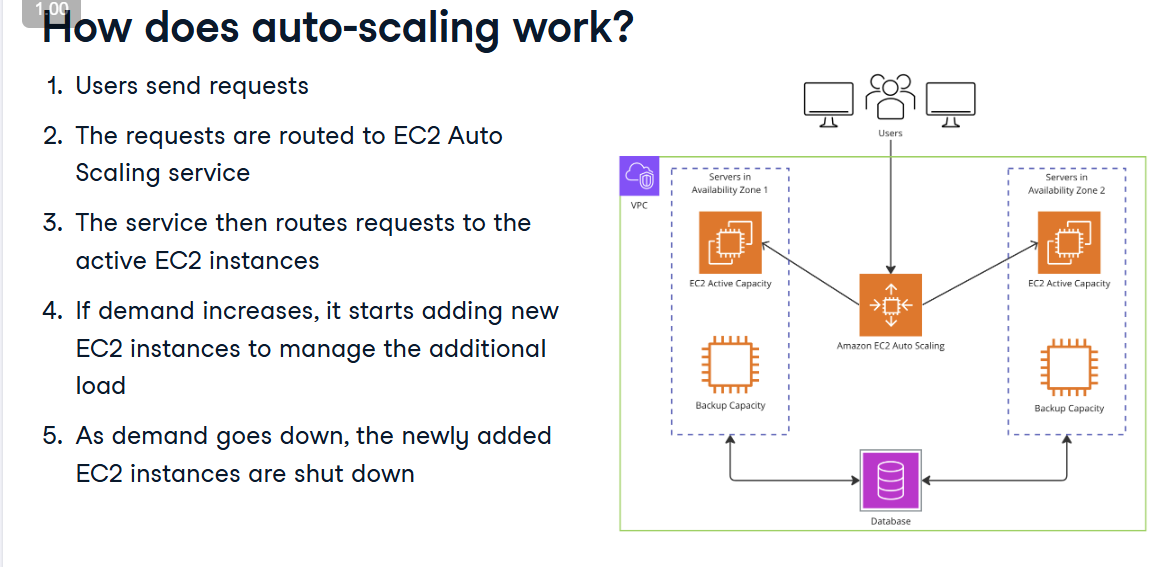 1.00
How does auto-scaling work?
1. Users send requests
2. The requests are routed to EC2 Auto
Scaling service
3. The service then routes requests to the
active EC2 instances
4. If demand increases, it starts adding new
EC2 instances to manage the additional
load
5. As demand goes down, the newly added
EC2 instances are shut down
Users
VPC
Servers in
Availability Zone 1
EC2 Active Capacity
Backup Capacity
Amazon EC2 Auto Scaling
Servers in
Availability Zone 2
EC2 Active Capacity
Backup Capacity
Database